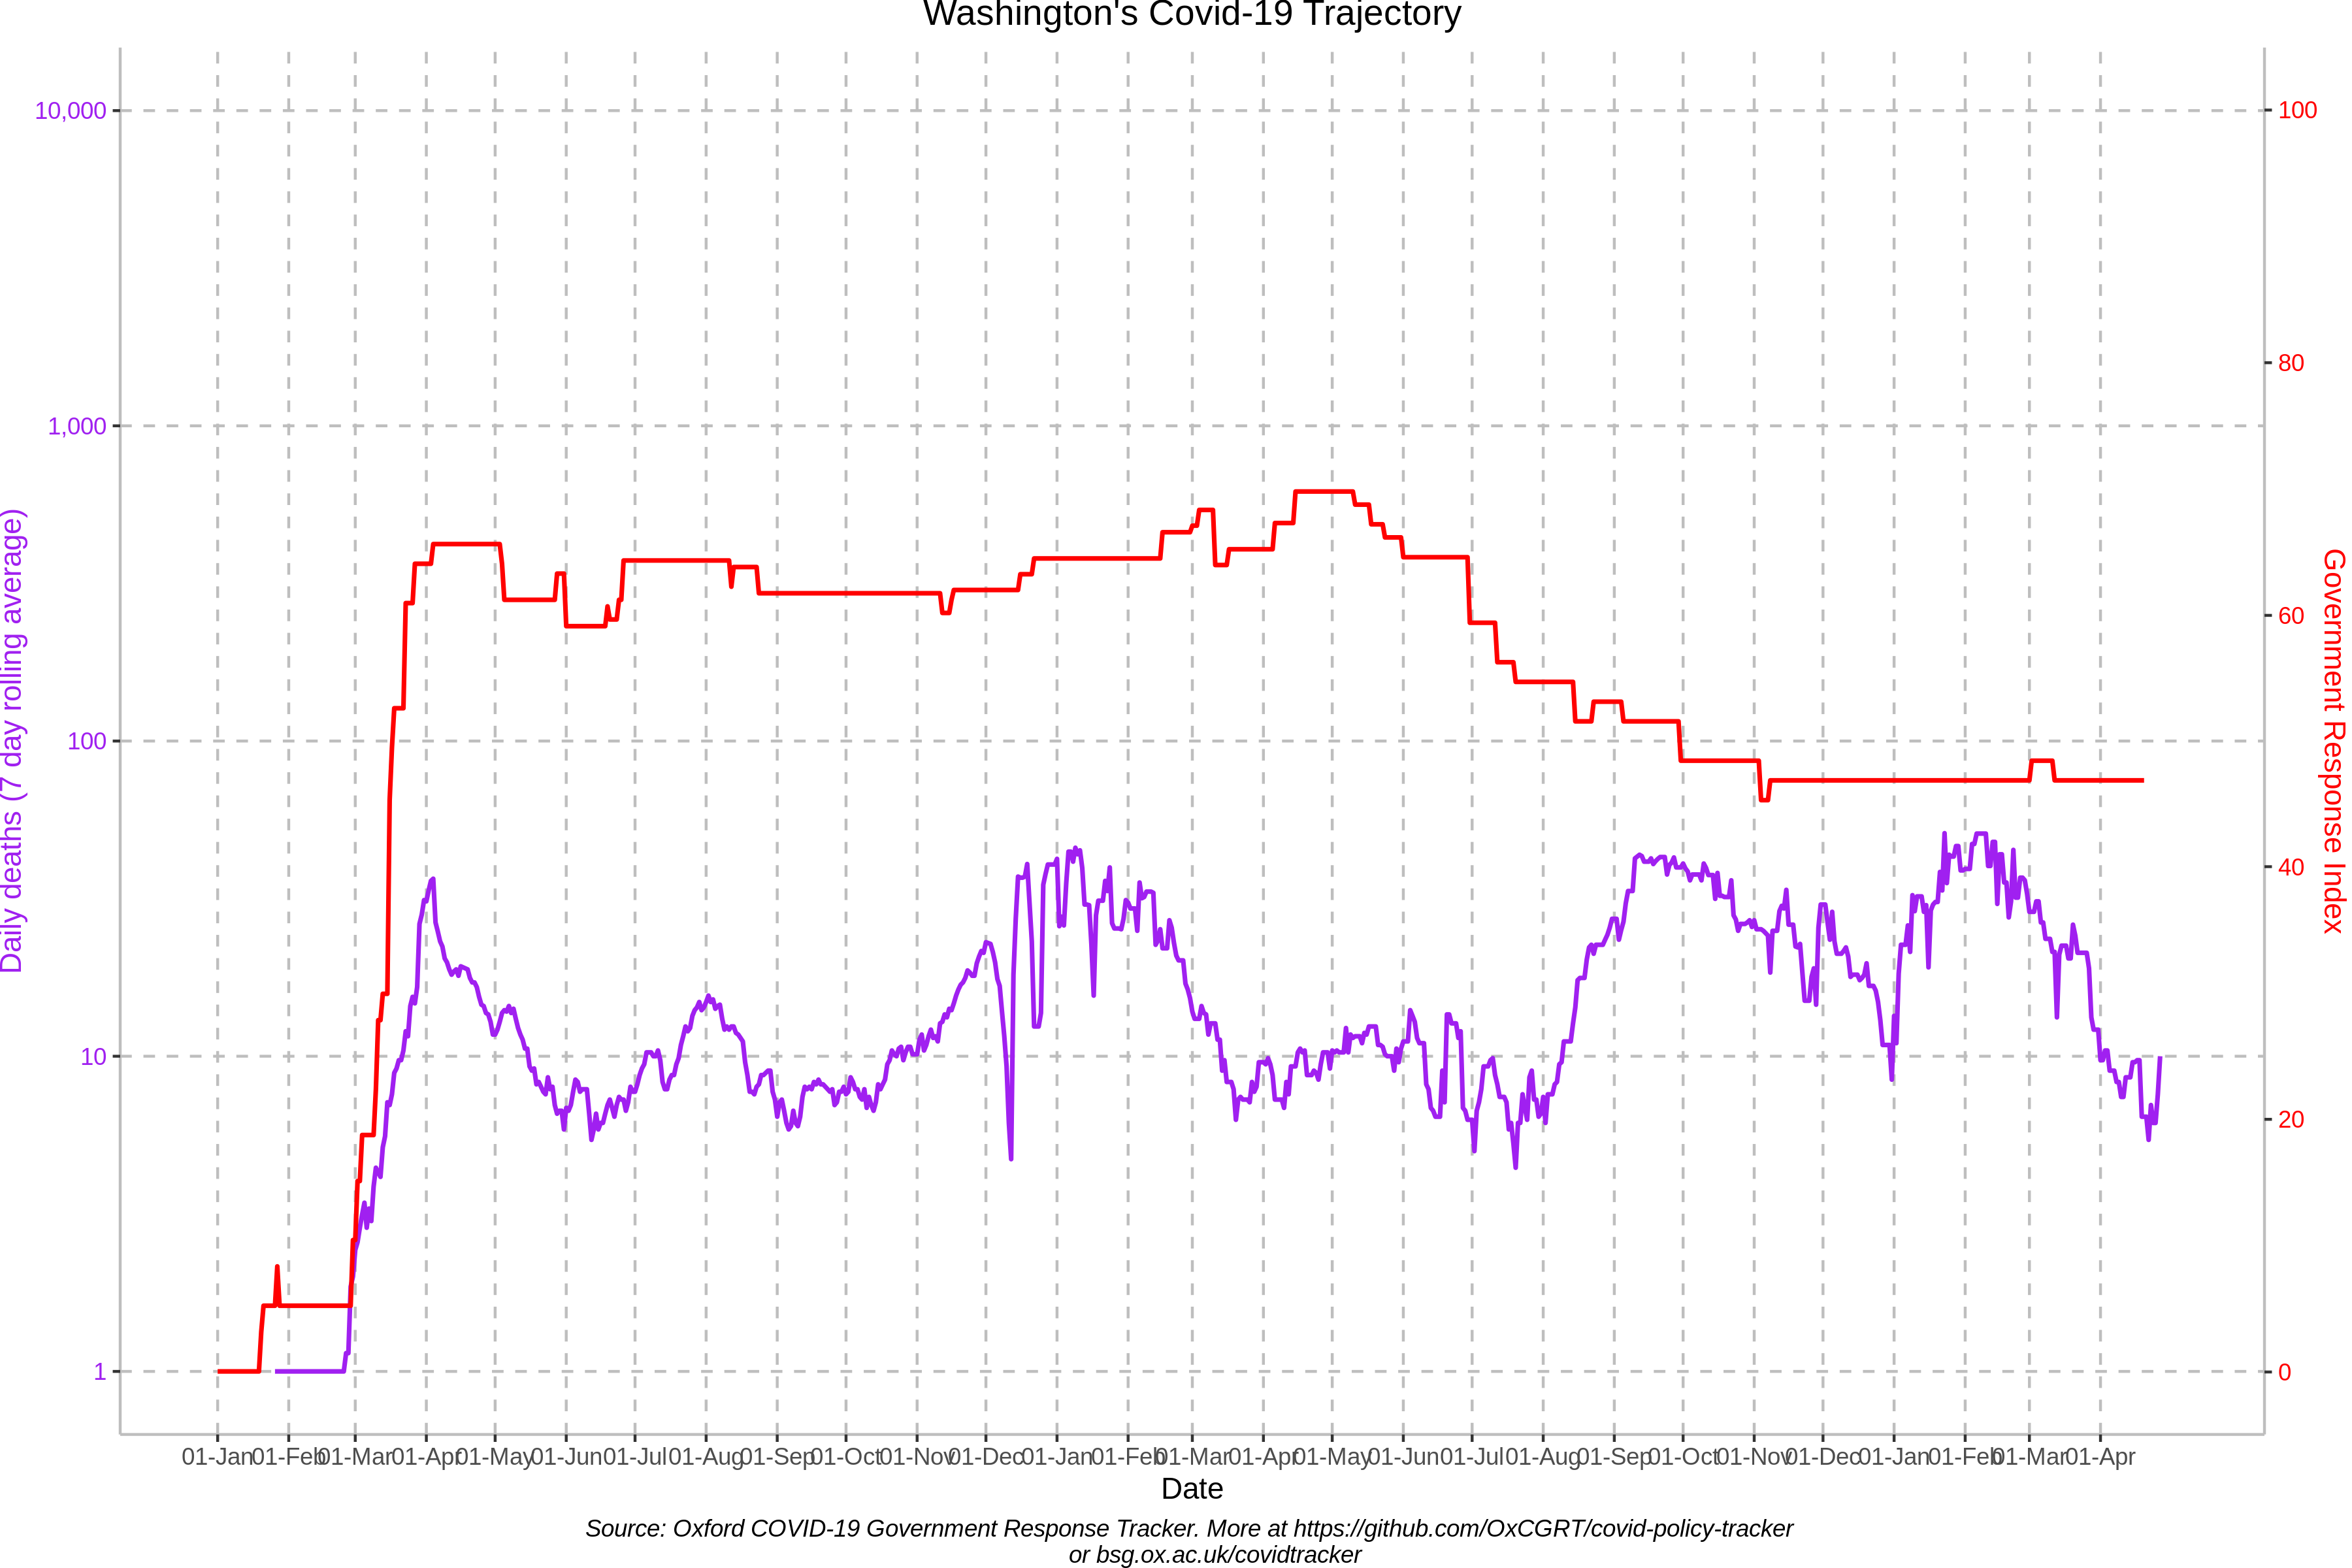 Washington's Covid-19 Trajectory
10,000
1,000
100
10
1
Daily deaths (7 day rolling average)
100
80
60
40
20
0
Government Response Index
01-Jan 01-Feb 01-Mar 01-Apr 01-May 01-Jun 01-Jul 01-Aug 01-Sep 01-Oct 01-Nov 01-Dec 01-Jan 01-Feb 01-Mar 01-Apr 01-May 01-Jun 01-Jul 01-Aug 01-Sep 01-Oct 01-Nov 01-Dec 01-Jan 01-Feb 01-Mar 01-Apr
Date
Source: Oxford COVID-19 Government Response Tracker. More at https://github.com/OxCGRT/covid-policy-tracker
or bsg.ox.ac.uk/covidtracker